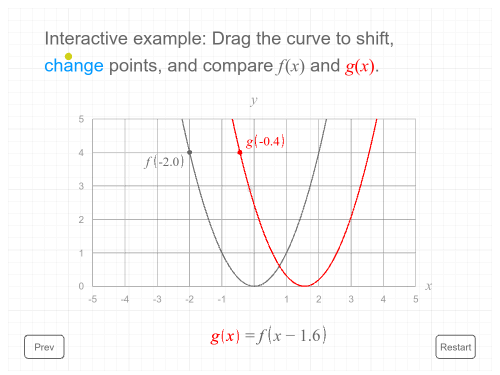 Interactive example: Drag the curve to shift,
change points, and compare f(x) and g(x).
y
5
g(-0.4)
4
f(-2.0)
3
2
1
0
x
-5 -4 -3 -2 -1 1 2 3 4 5
g(x) = f(x − 1.6)
Prev
Restart